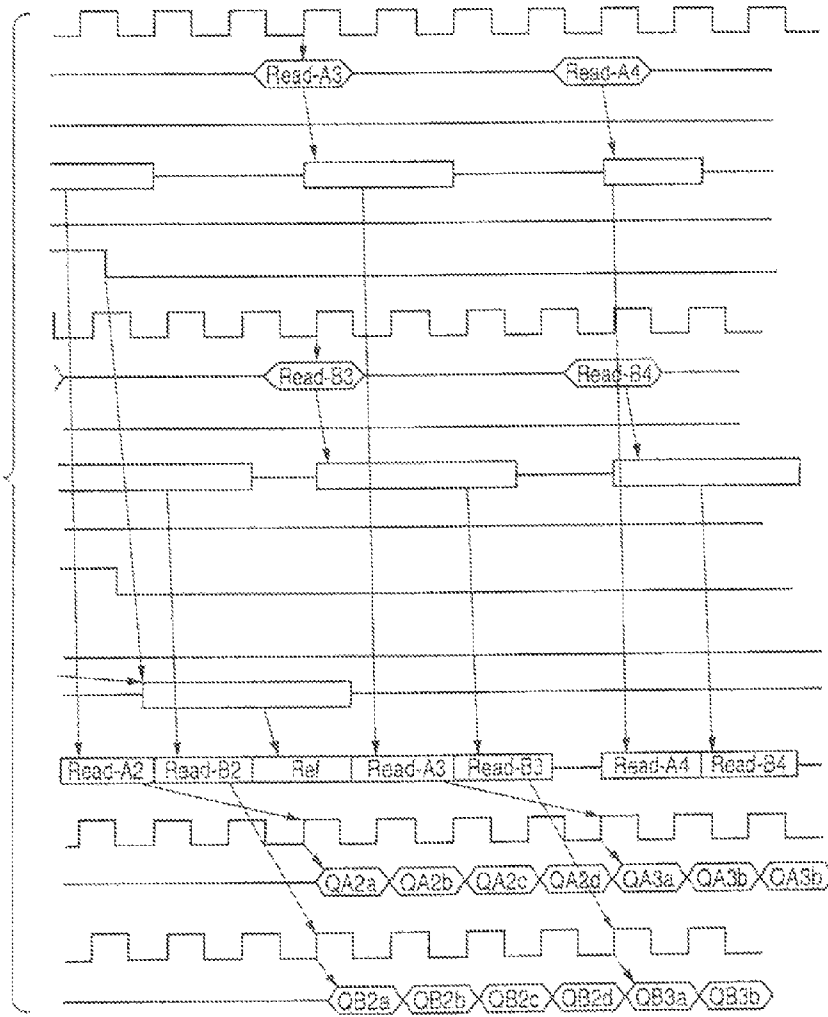 Read-A3 Read-A4
Read-B3 Read-B4
Read-A2 Read-B2 Ref Read-A3 Read-B3 Read-A4 Read-B4
QA2a QA2b QA2c QA2d QA3a QA3b QA3b
QB2a QB2b QB2c QB2d QB3a QB3b